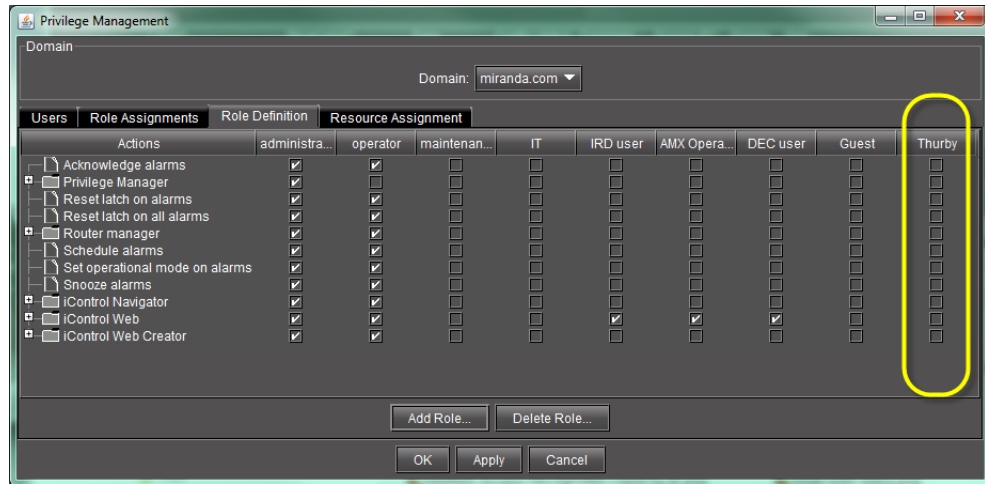 Privilege Management
Domain
Domain: miranda.com
Users Role Assignments Role Definition Resource Assignment
Actions administra... operator maintenan... IT IRD user AMX Opera... DEC user Guest Thurby
Acknowledge alarms
Privilege Manager
Reset latch on alarms
Reset latch on all alarms
Router manager
Schedule alarms
Set operational mode on alarms
Snooze alarms
iControl Navigator
iControl Web
iControl Web Creator
Add Role... Delete Role...
OK Apply Cancel